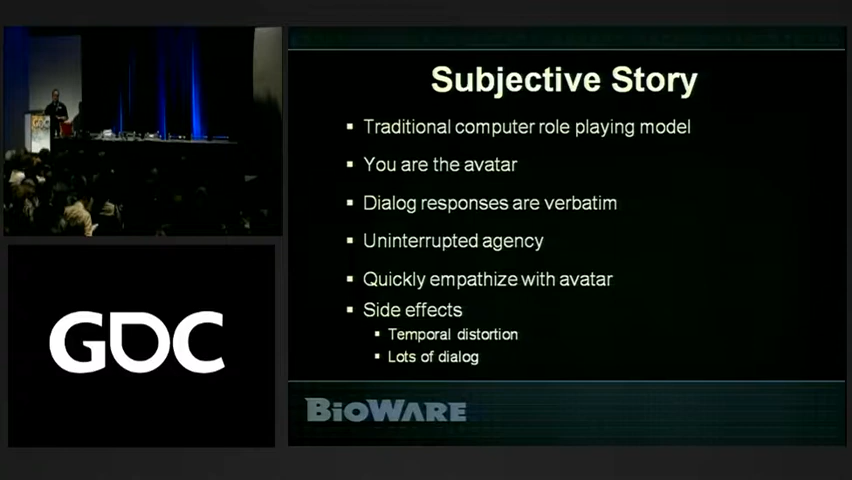 GDC
Subjective Story
Traditional computer role playing model
You are the avatar
Dialog responses are verbatim
Uninterrupted agency
Quickly empathize with avatar
Side effects
Temporal distortion
Lots of dialog
GDC
BIOWARE